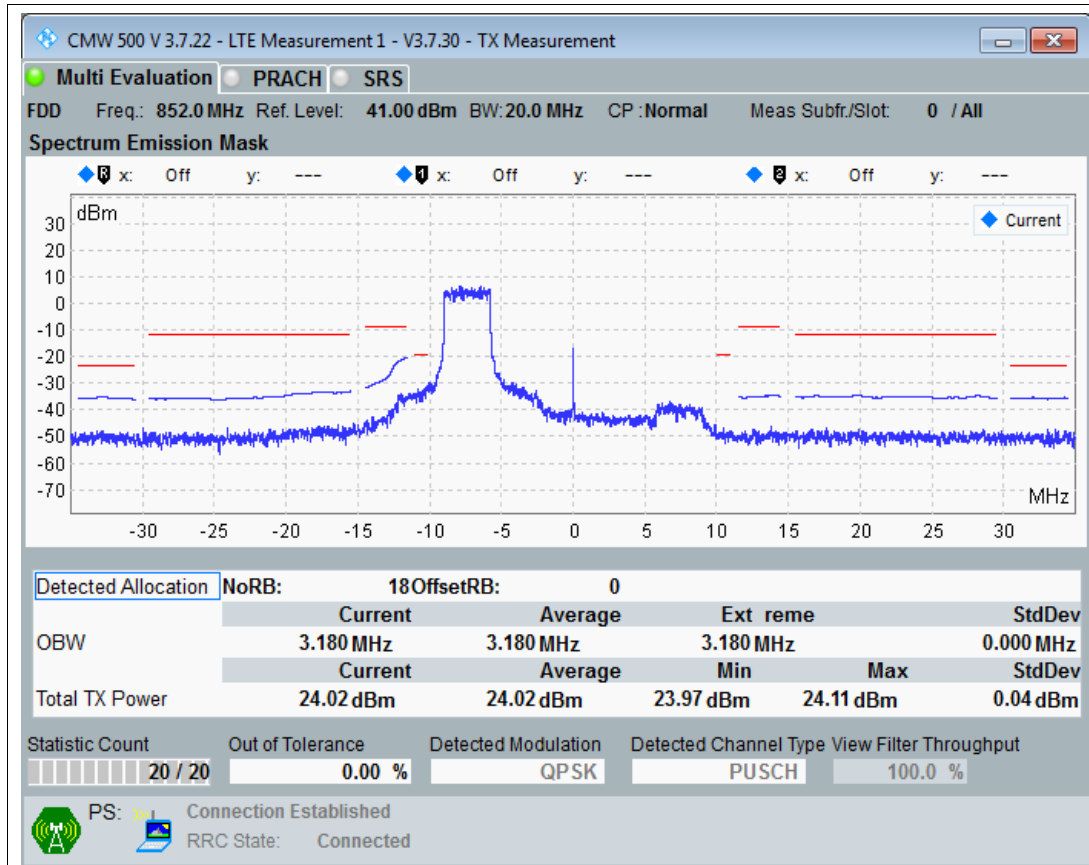 CMW 500 V 3.7.22 - LTE Measurement 1 - V3.7.30 - TX Measurement
Multi Evaluation PRACH SRS
FDD Freq.: 852.0 MHz Ref. Level: 41.00 dBm BW: 20.0 MHz CP : Normal Meas Subfr./Slot: 0 / All
Spectrum Emission Mask
R x: Off y: --- 1 x: Off y: --- 2 x: Off y: ---
dBm
Current
30
20
10
0
-10
-20
-30
-40
-50
-60
-70
MHz
-30 -25 -20 -15 -10 -5 0 5 10 15 20 25 30
Detected Allocation NoRB: 18 OffsetRB: 0
Current Average Ext reme StdDev
OBW 3.180 MHz 3.180 MHz 3.180 MHz 0.000 MHz
Current Average Min Max StdDev
Total TX Power 24.02 dBm 24.02 dBm 23.97 dBm 24.11 dBm 0.04 dBm
Statistic Count Out of Tolerance Detected Modulation Detected Channel Type View Filter Throughput
20 / 20 0.00 % QPSK PUSCH 100.0 %
PS: Connection Established
RRC State: Connected